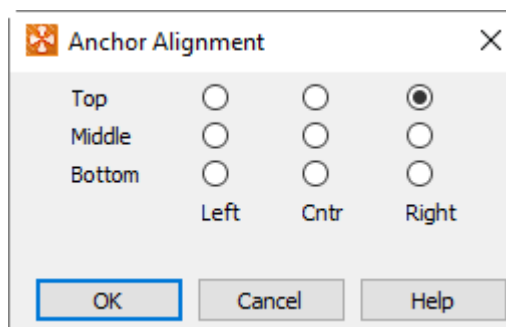 Anchor Alignment
Top
Middle
Bottom
Left Cntr Right
OK Cancel Help